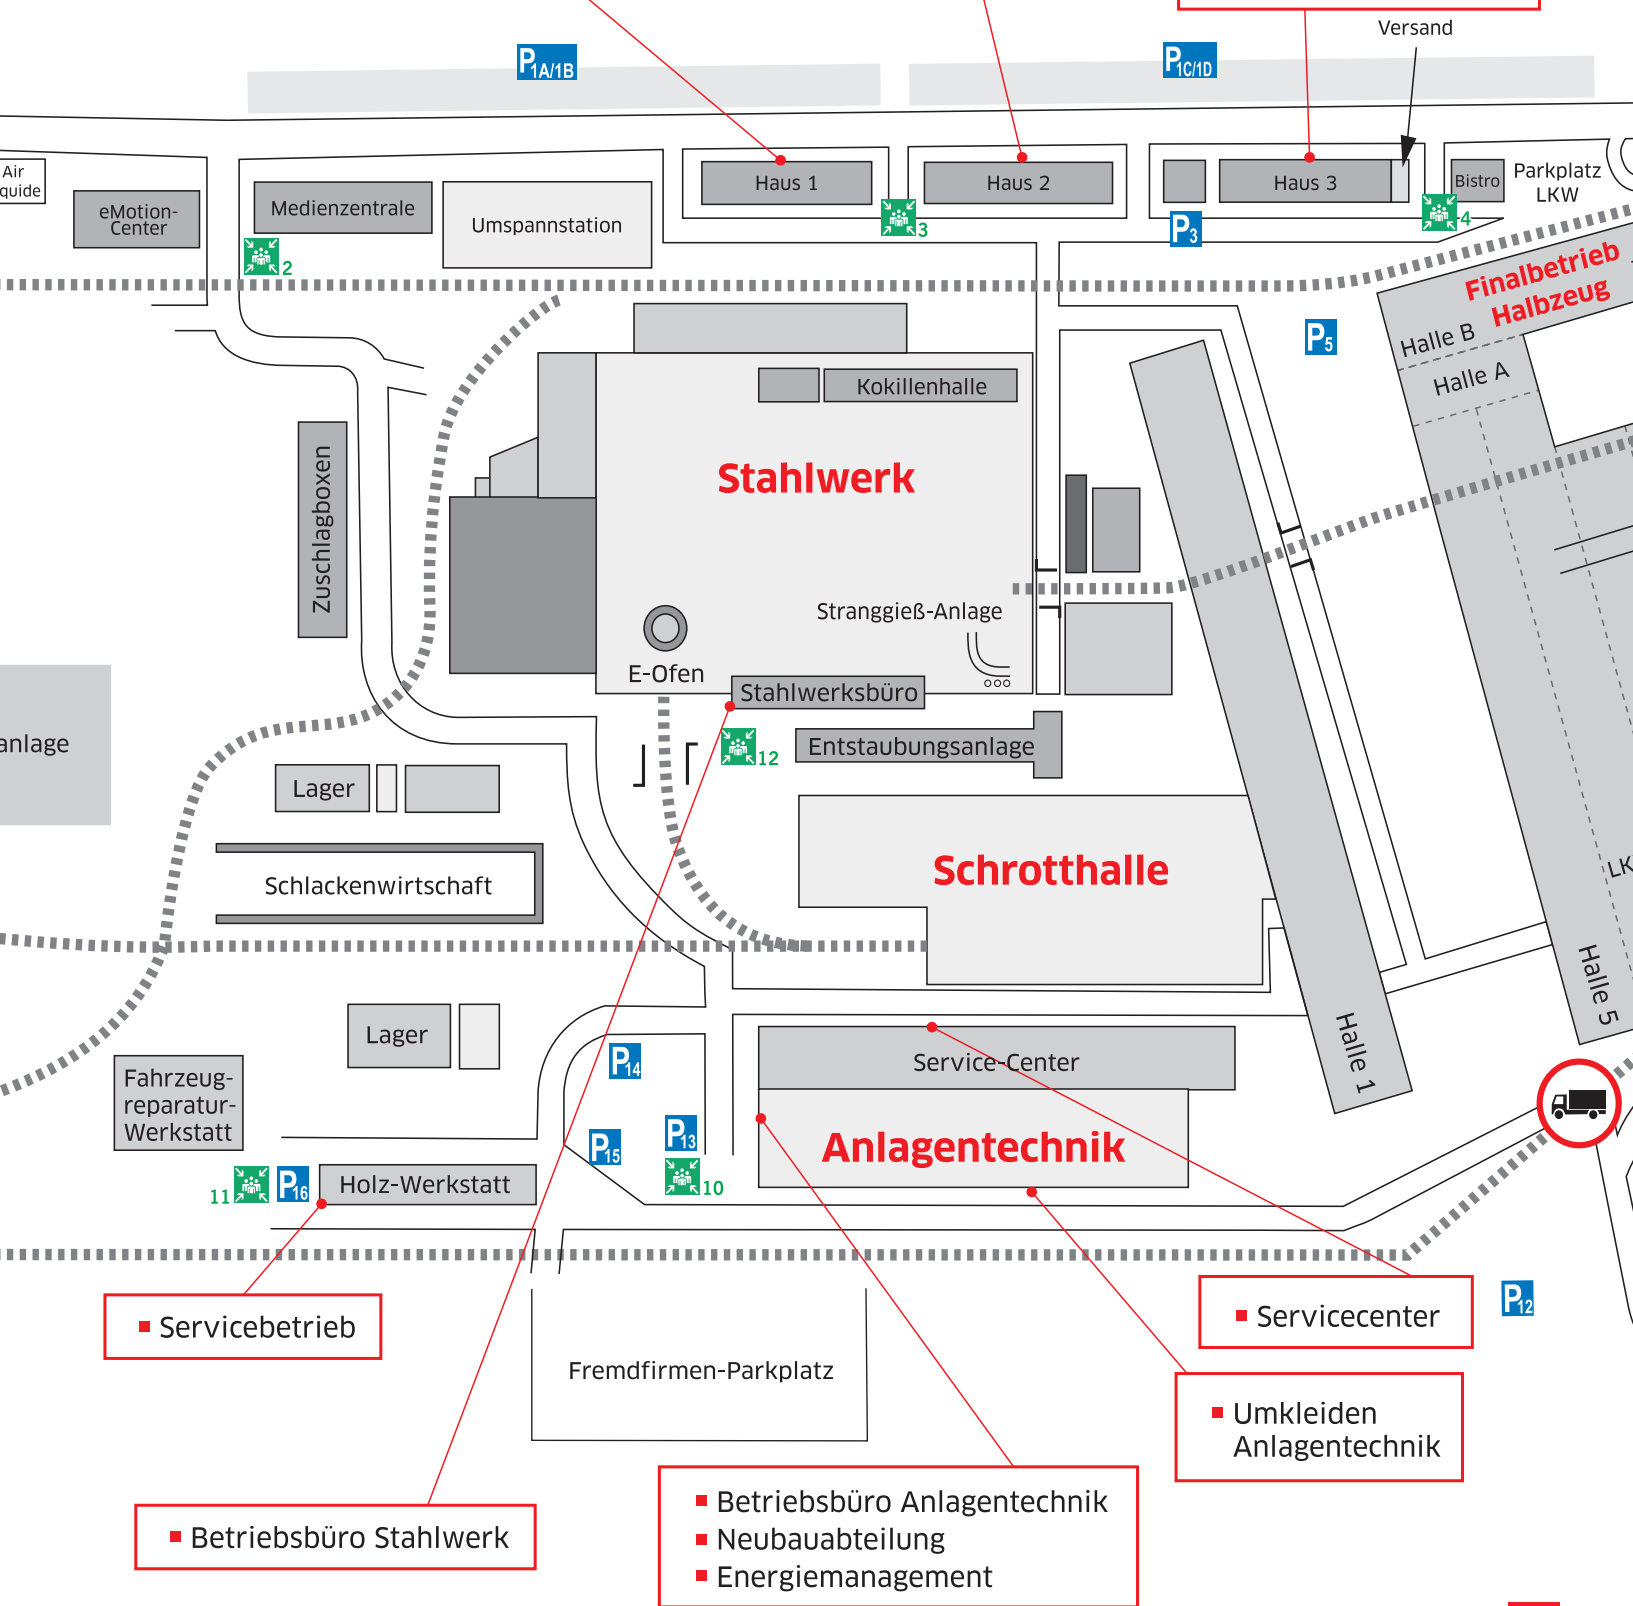 Versand
P1A/1B
P1C/1D
Air
quide
eMotion-
Center
Medienzentrale
Umspannstation
Haus 1
Haus 2
Haus 3
Bistro
Parkplatz
LKW
2
3
P3
4
Finalbetrieb
Halbzeug
Halle B
Halle A
P5
Kokillenhalle
Stahlwerk
Zuschlagboxen
Stranggieß-Anlage
E-Ofen
Stahlwerksbüro
anlage
12
Entstaubungsanlage
Lager
Schrotthalle
Schlackenwirtschaft
LK
Halle 5
Lager
Halle 1
P14
Service-Center
Fahrzeug-
reparatur-
Werkstatt
P15
P13
Anlagentechnik
11
P16
Holz-Werkstatt
10
Servicebetrieb
Servicecenter
P12
Fremdfirmen-Parkplatz
Umkleiden
Anlagentechnik
Betriebsbüro Stahlwerk
Betriebsbüro Anlagentechnik
Neubauabteilung
Energiemanagement